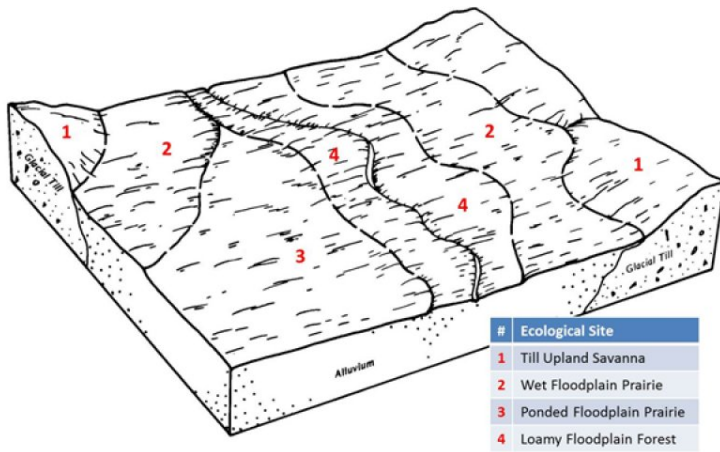 1
2
4
2
1
4
3
Glacial Till
Glacial Till
Alluvium
# Ecological Site
1 Till Upland Savanna
2 Wet Floodplain Prairie
3 Ponded Floodplain Prairie
4 Loamy Floodplain Forest